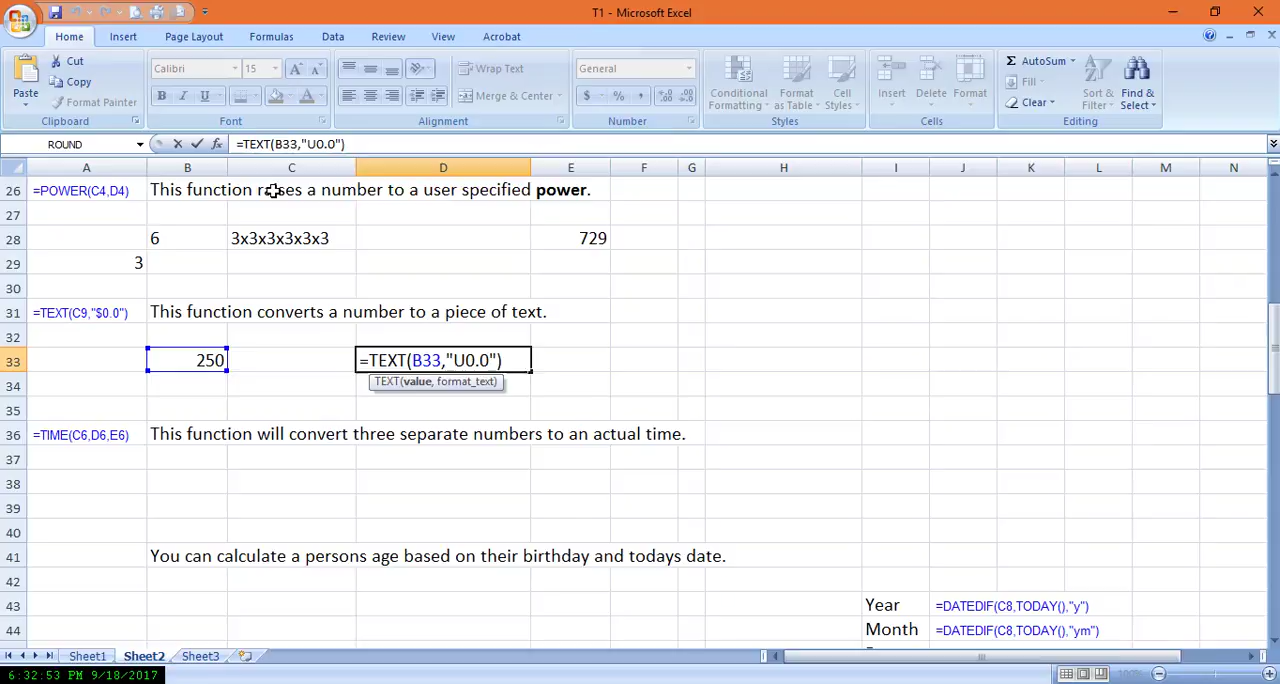 T1 - Microsoft Excel
Home Insert Page Layout Formulas Data Review View Acrobat
Paste Cut Copy Format Painter
Calibri 15 A A
B I U A
Wrap Text
Merge & Center
General
$ % ,
Conditional Formatting Format as Table Cell Styles
Insert Delete Format
Σ AutoSum Fill Clear
Sort & Filter Find & Select
Clipboard Font Alignment Number Styles Cells Editing
ROUND fx =TEXT(B33,"U0.0")
A B C D E F G H I J K L M N
26 =POWER(C4,D4) This function raises a number to a user specified power.
27
28 6 3x3x3x3x3x3 729
29 3
30
31 =TEXT(C9,"$0.0") This function converts a number to a piece of text.
32
33 250 =TEXT(B33,"U0.0")
34 TEXT(value, format_text)
35
36 =TIME(C6,D6,E6) This function will convert three separate numbers to an actual time.
37
38
39
40
41 You can calculate a persons age based on their birthday and todays date.
42
43 Year =DATEDIF(C8,TODAY(),"y")
44 Month =DATEDIF(C8,TODAY(),"ym")
Sheet1 Sheet2 Sheet3
6:32:53 PM 9/18/2017